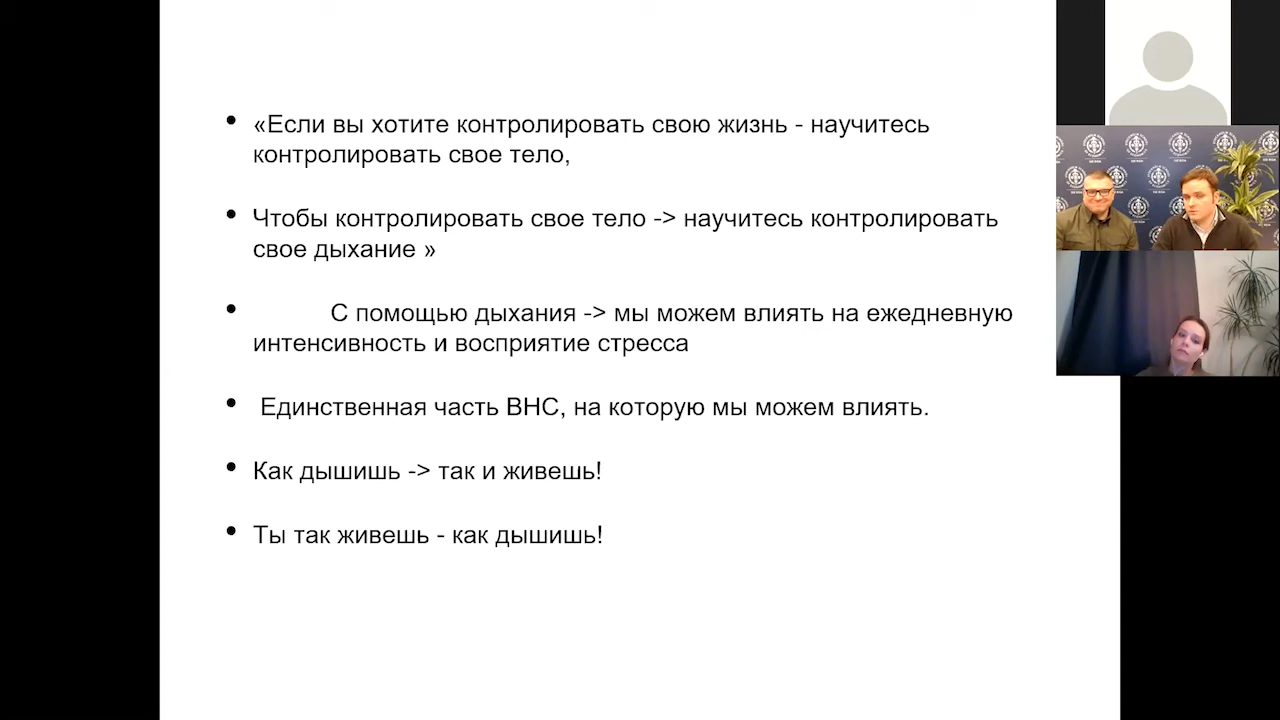 «Если вы хотите контролировать свою жизнь - научитесь
контролировать свое тело,
Чтобы контролировать свое тело -> научитесь контролировать
свое дыхание »
С помощью дыхания -> мы можем влиять на ежедневную
интенсивность и восприятие стресса
Единственная часть ВНС, на которую мы можем влиять.
Как дышишь -> так и живешь!
Ты так живешь - как дышишь!